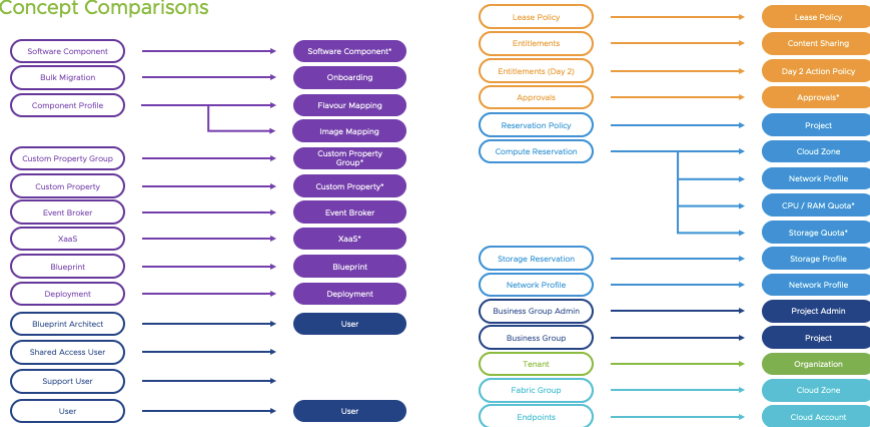 Concept Comparisons
Software Component
Software Component*
Bulk Migration
Onboarding
Component Profile
Flavour Mapping
Image Mapping
Custom Property Group
Custom Property
Group*
Custom Property
Custom Property*
Event Broker
Event Broker
XaaS
XaaS*
Blueprint
Blueprint
Deployment
Deployment
Blueprint Architect
User
Shared Access User
Support User
User
User
Lease Policy
Lease Policy
Entitlements
Content Sharing
Entitlements (Day 2)
Day 2 Action Policy
Approvals
Approvals*
Reservation Policy
Project
Compute Reservation
Cloud Zone
Network Profile
CPU / RAM Quota*
Storage Quota*
Storage Reservation
Storage Profile
Network Profile
Network Profile
Business Group Admin
Project Admin
Business Group
Project
Tenant
Organization
Fabric Group
Cloud Zone
Endpoints
Cloud Account